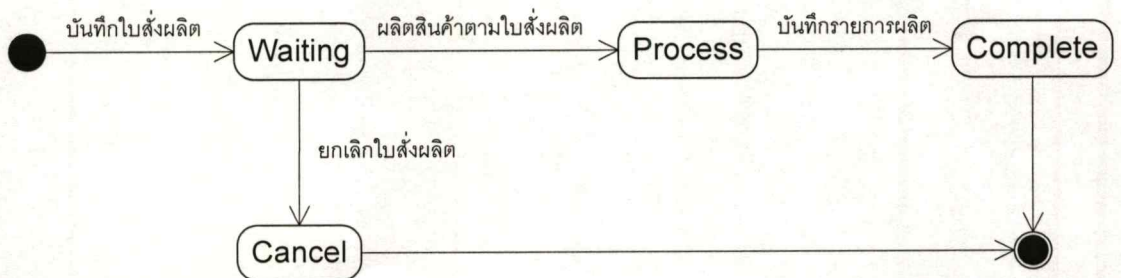 บันทึกใบสั่งผลิต
Waiting
ผลิตสินค้าตามใบสั่งผลิต
Process
บันทึกรายการผลิต
Complete
ยกเลิกใบสั่งผลิต
Cancel